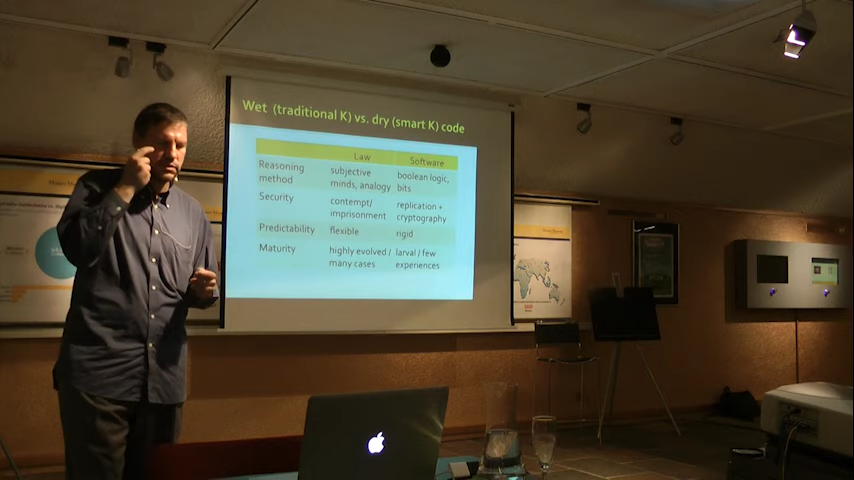 Wet (traditional K) vs. dry (smart K) code
Law Software
Reasoning method subjective minds, analogy boolean logic, bits
Security contempt/ imprisonment replication + cryptography
Predictability flexible rigid
Maturity highly evolved / many cases larval / few experiences